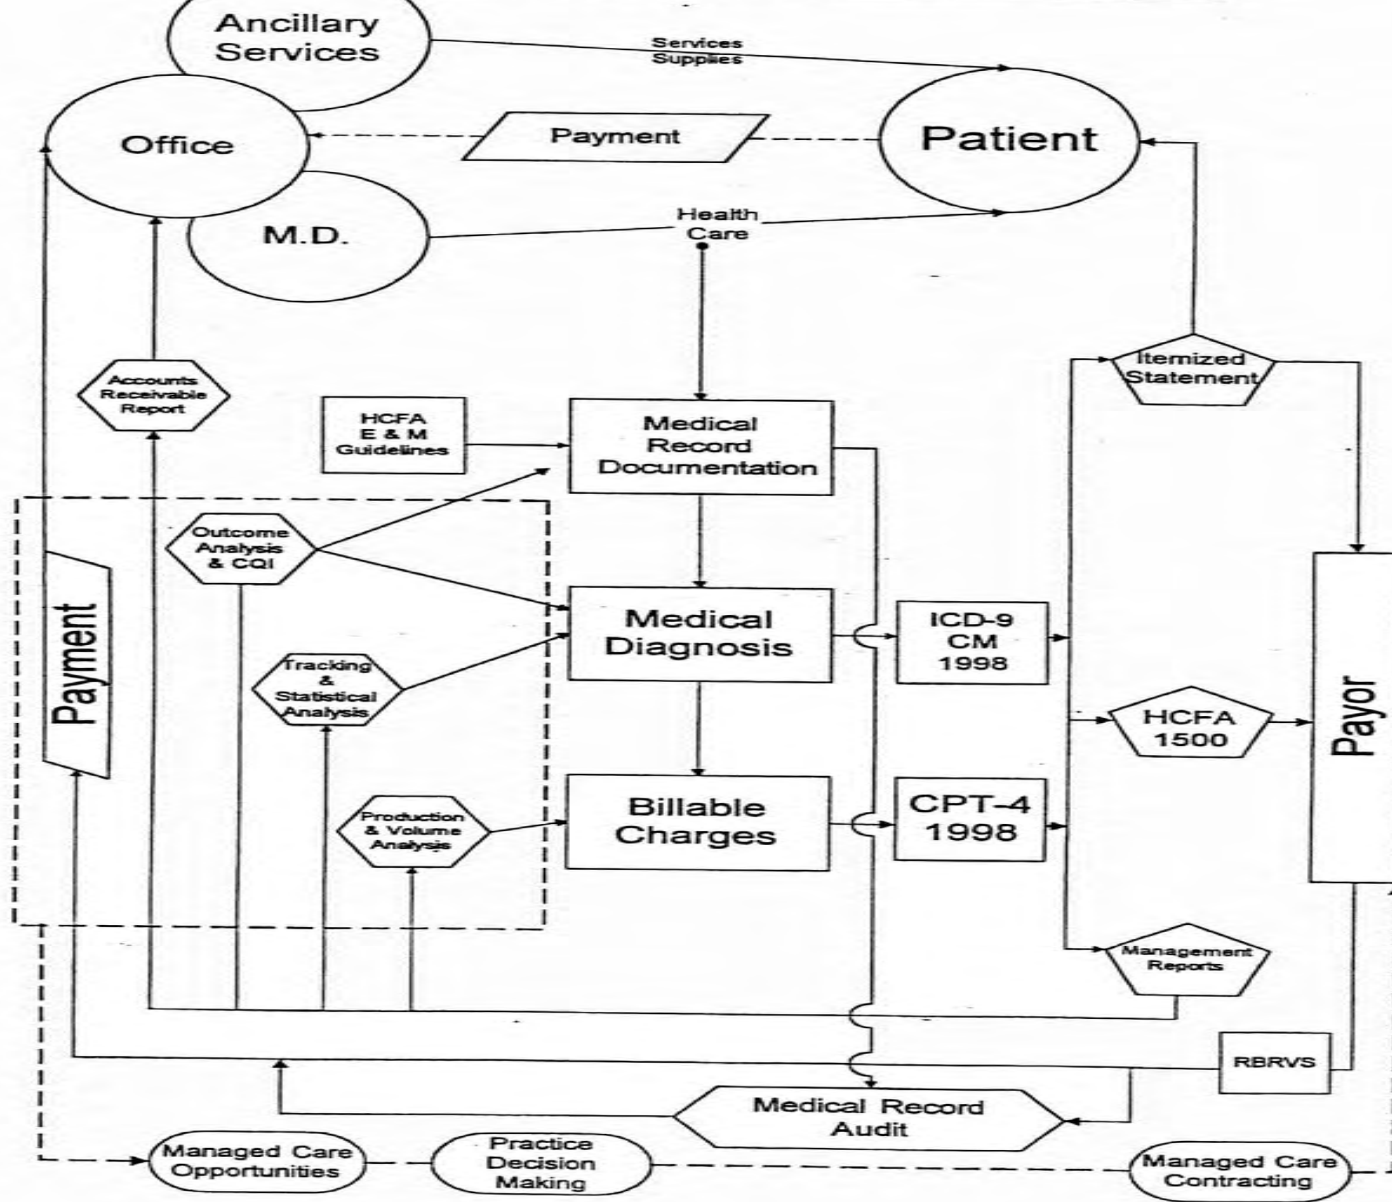 Ancillary
Services
Services
Supplies
Office
Payment
Patient
M.D.
Health
Care
Accounts
Receivable
Report
HCFA
E & M
Guidelines
Medical
Record
Documentation
Itemized
Statement
Outcome
Analysis
& CQI
Payment
Medical
Diagnosis
ICD-9
CM
1998
Tracking
&
Statistical
Analysis
HCFA
1500
Payor
Production
& Volume
Analysis
Billable
Charges
CPT-4
1998
Management
Reports
RBRVS
Medical Record
Audit
Managed Care
Opportunities
Practice
Decision
Making
Managed Care
Contracting